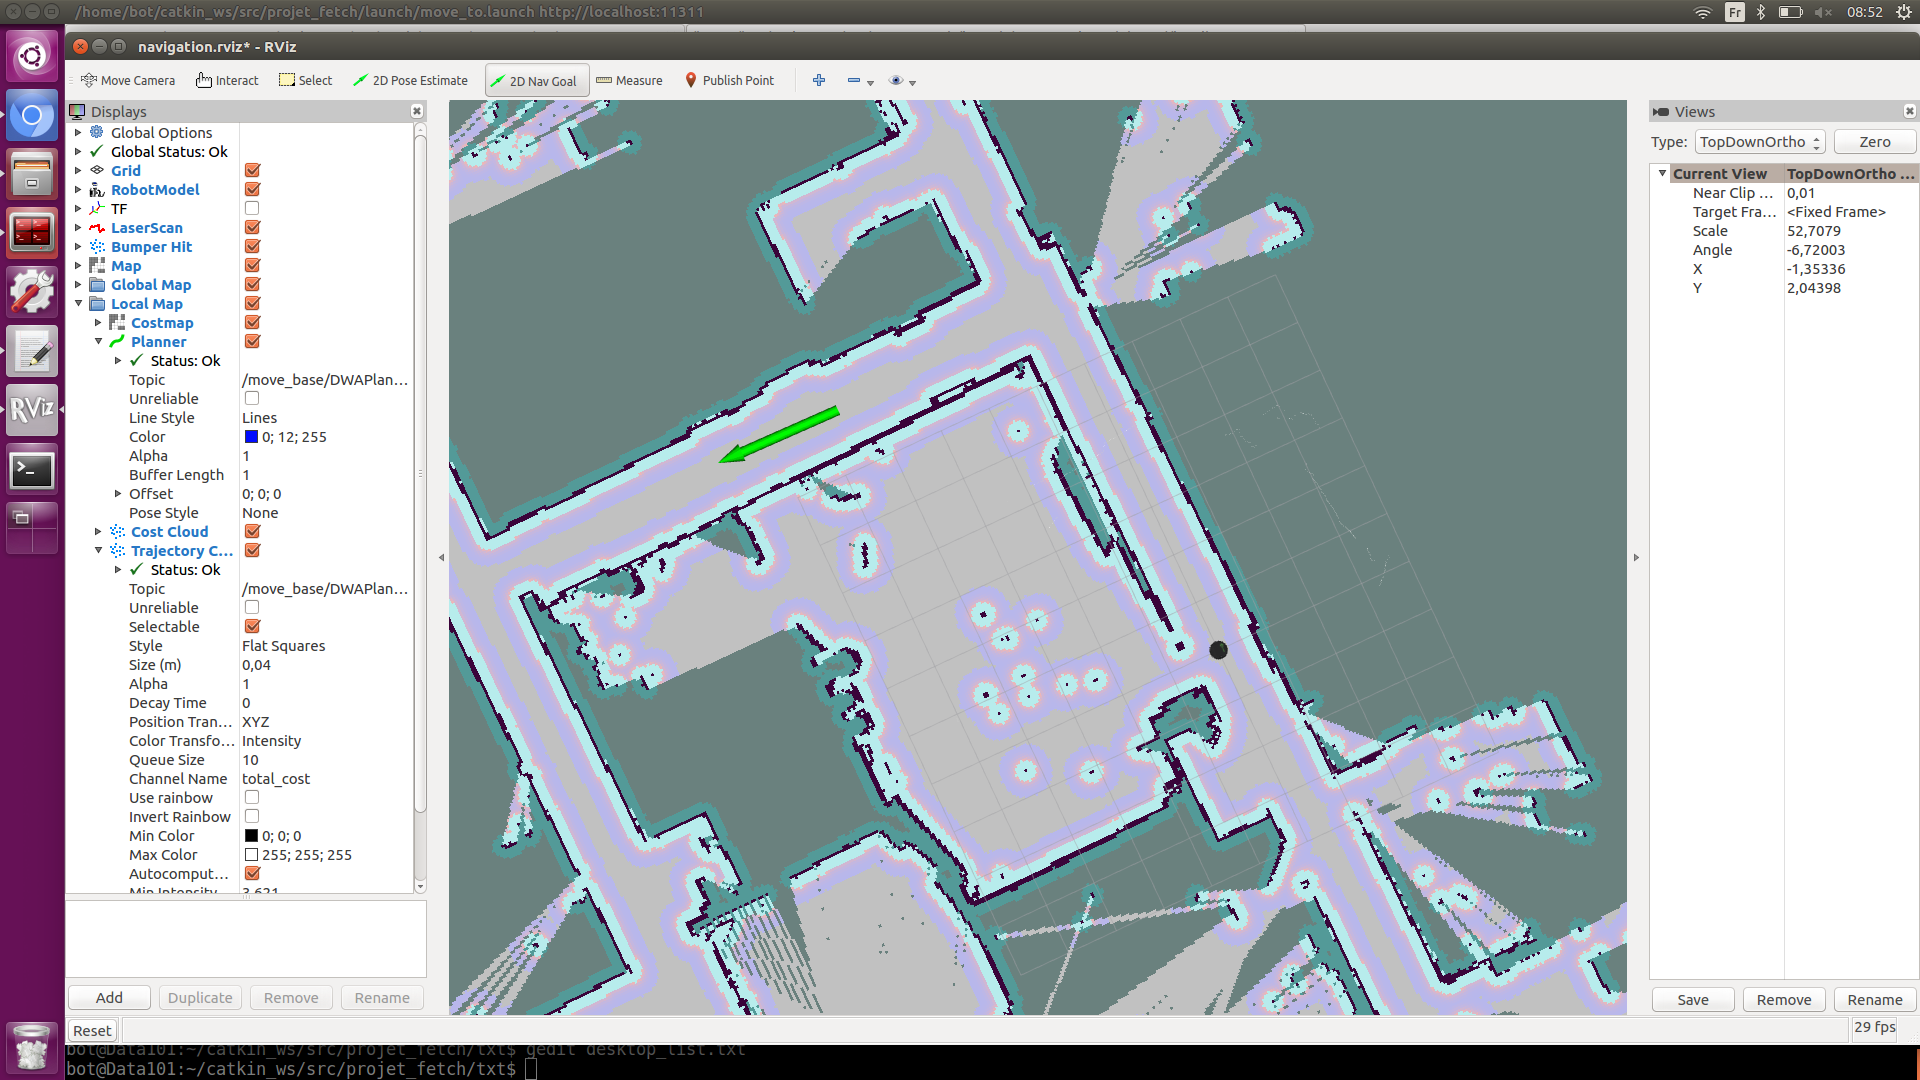 /home/bot/catkin_ws/src/projet_fetch/launch/move_to.launch http://localhost:11311
Fr 08:52
navigation.rviz* - RViz
Move Camera Interact Select 2D Pose Estimate 2D Nav Goal Measure Publish Point
Displays
Global Options
Global Status: Ok
Grid
RobotModel
TF
LaserScan
Bumper Hit
Map
Global Map
Local Map
Costmap
Planner
Status: Ok
Topic /move_base/DWAPlan...
Unreliable
Line Style Lines
Color 0; 12; 255
Alpha 1
Buffer Length 1
Offset 0; 0; 0
Pose Style None
Cost Cloud
Trajectory C...
Status: Ok
Topic /move_base/DWAPlan...
Unreliable
Selectable
Style Flat Squares
Size (m) 0,04
Alpha 1
Decay Time 0
Position Tran... XYZ
Color Transfo... Intensity
Queue Size 10
Channel Name total_cost
Use rainbow
Invert Rainbow
Min Color 0; 0; 0
Max Color 255; 255; 255
Autocomput...
Min Intensity 3.621
Add Duplicate Remove Rename
Reset
Views
Type: TopDownOrtho Zero
Current View TopDownOrtho ...
Near Clip ... 0,01
Target Fra... <Fixed Frame>
Scale 52,7079
Angle -6,72003
X -1,35336
Y 2,04398
Save Remove Rename
29 fps
RViz
bot@Data101:~/catkin_ws/src/projet_fetch/txt$ gedit desktop_list.txt
bot@Data101:~/catkin_ws/src/projet_fetch/txt$